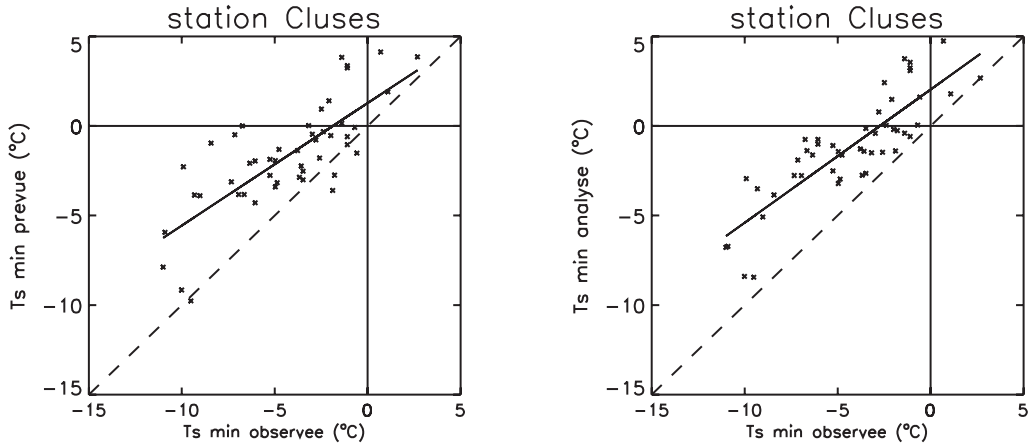 station Cluses
5
0
-5
-10
-15
-15 -10 -5 0 5
Ts min prevue (°C)
Ts min observee (°C)
station Cluses
5
0
-5
-10
-15
-15 -10 -5 0 5
Ts min analyse (°C)
Ts min observee (°C)